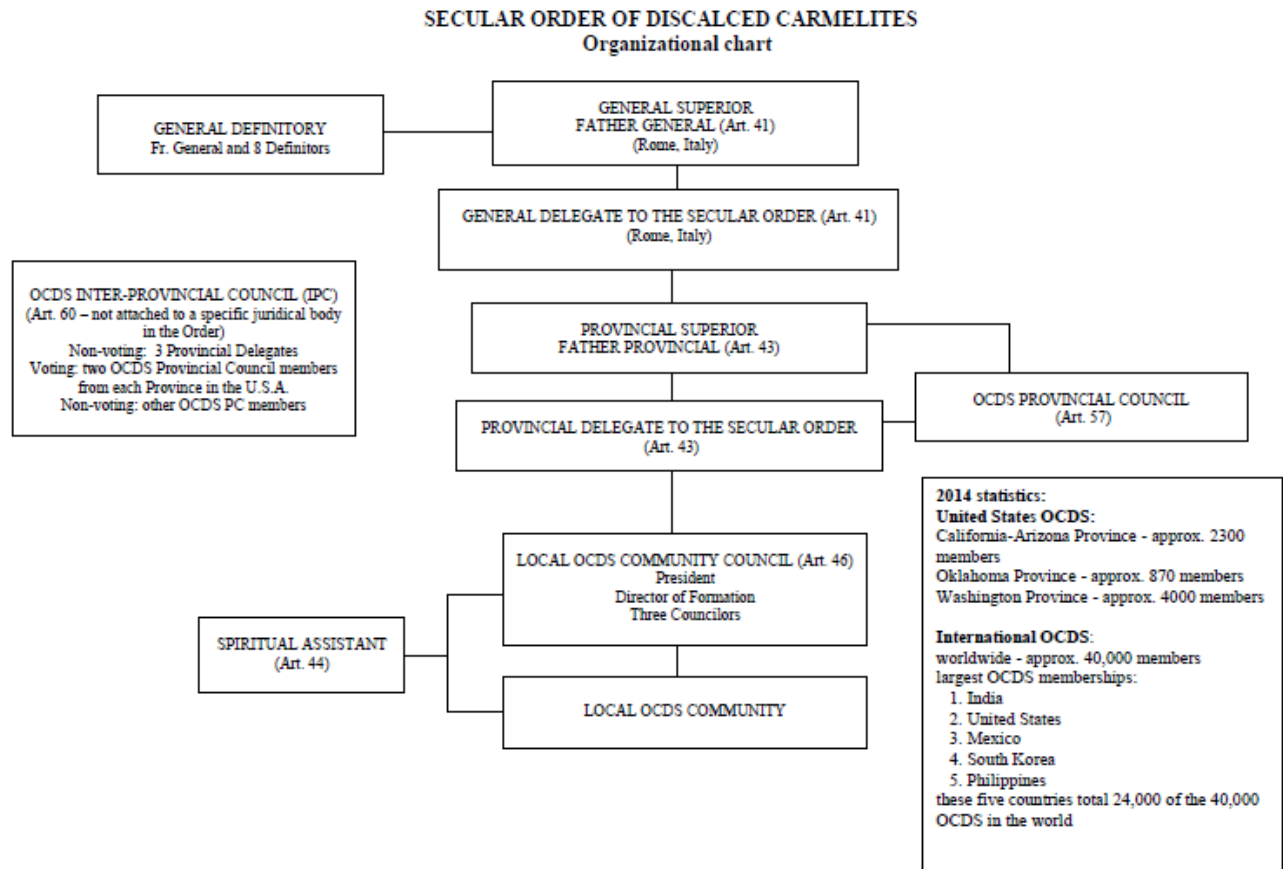 SECULAR ORDER OF DISCALCED CARMELITES
Organizational chart
GENERAL SUPERIOR
FATHER GENERAL (Art. 41)
(Rome, Italy)
GENERAL DEFINITORY
Fr. General and 8 Definitors
GENERAL DELEGATE TO THE SECULAR ORDER (Art. 41)
(Rome, Italy)
OCDS INTER-PROVINCIAL COUNCIL (IPC)
(Art. 60 – not attached to a specific juridical body
in the Order)
Non-voting: 3 Provincial Delegates
Voting: two OCDS Provincial Council members
from each Province in the U.S.A.
Non-voting: other OCDS PC members
PROVINCIAL SUPERIOR
FATHER PROVINCIAL (Art. 43)
OCDS PROVINCIAL COUNCIL
(Art. 57)
PROVINCIAL DELEGATE TO THE SECULAR ORDER
(Art. 43)
LOCAL OCDS COMMUNITY COUNCIL (Art. 46)
President
Director of Formation
Three Councilors
SPIRITUAL ASSISTANT
(Art. 44)
LOCAL OCDS COMMUNITY
2014 statistics:
United States OCDS:
California-Arizona Province - approx. 2300
members
Oklahoma Province - approx. 870 members
Washington Province - approx. 4000 members
International OCDS:
worldwide - approx. 40,000 members
largest OCDS memberships:
1. India
2. United States
3. Mexico
4. South Korea
5. Philippines
these five countries total 24,000 of the 40,000
OCDS in the world